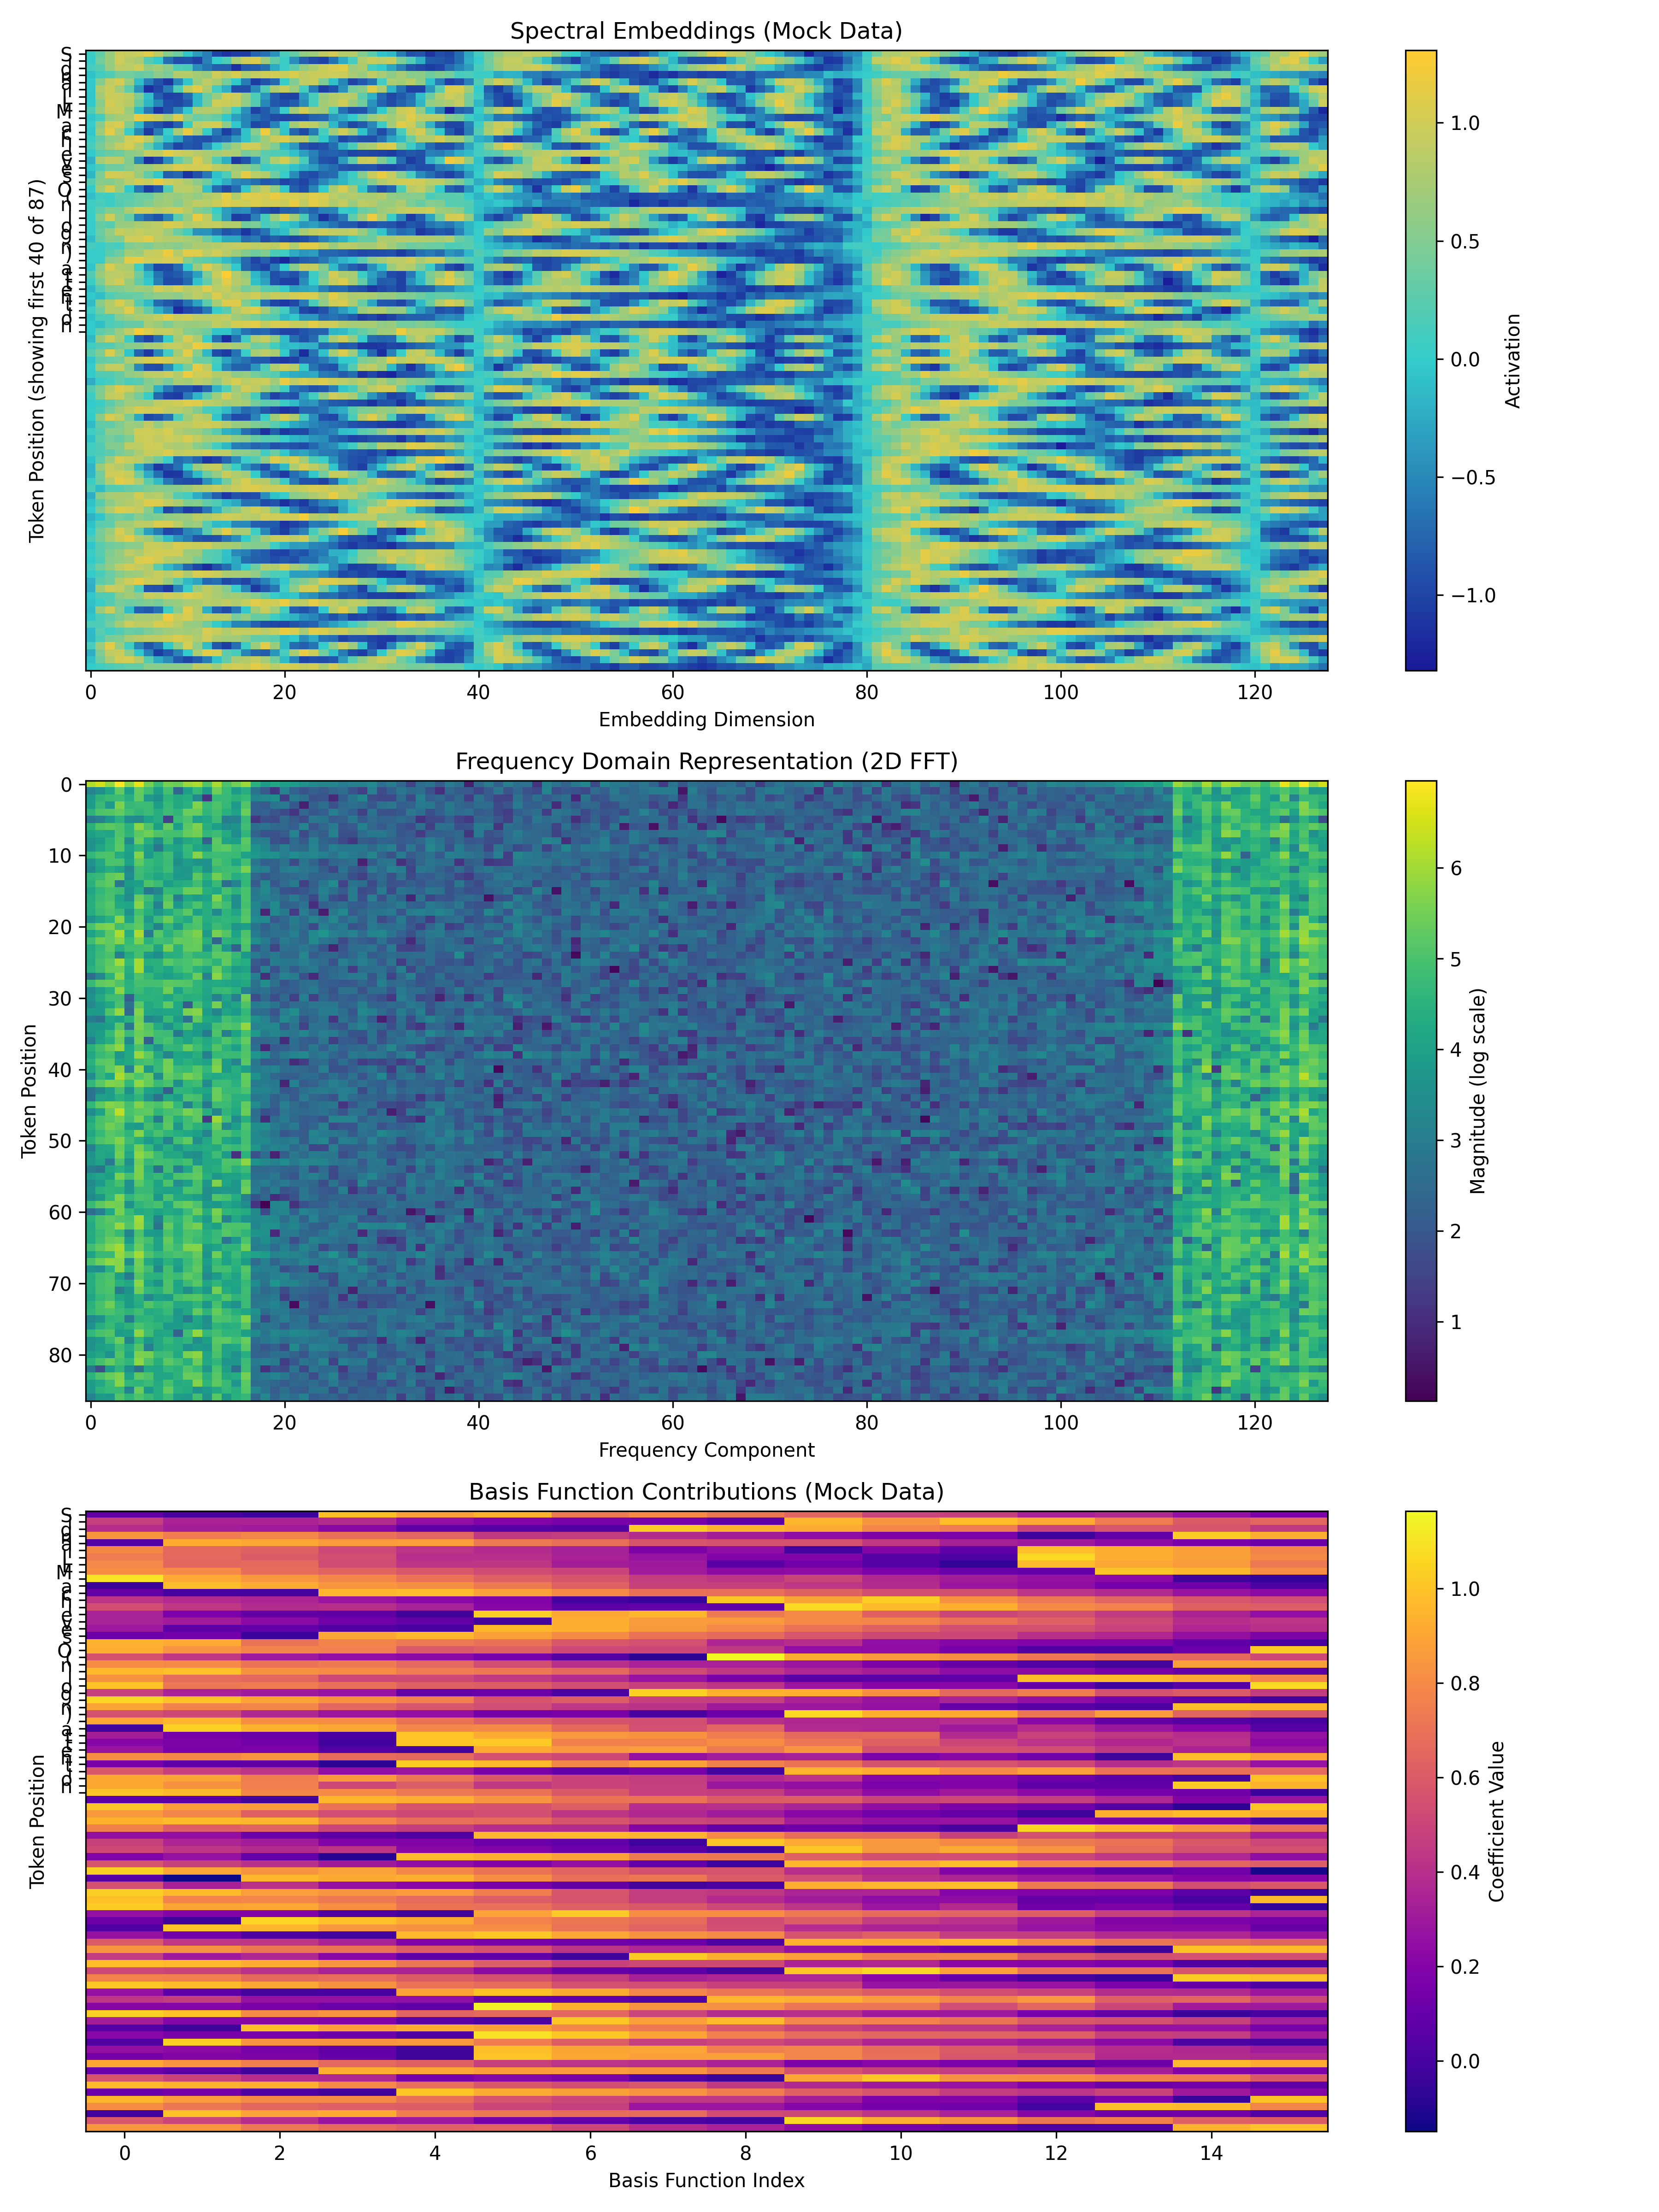 Spectral Embeddings (Mock Data)
Token Position (showing first 40 of 87)
S
M
0 20 40 60 80 100 120
Embedding Dimension
1.0
0.5
0.0
−0.5
−1.0
Activation
Frequency Domain Representation (2D FFT)
Token Position
0
10
20
30
40
50
60
70
80
0 20 40 60 80 100 120
Frequency Component
6
5
4
3
2
1
Magnitude (log scale)
Basis Function Contributions (Mock Data)
Token Position
S
M
0 2 4 6 8 10 12 14
Basis Function Index
1.0
0.8
0.6
0.4
0.2
0.0
Coefficient Value